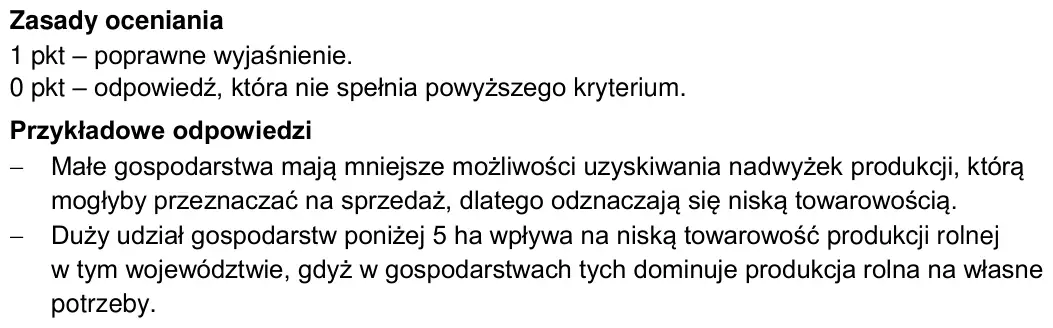 Zasady oceniania
1 pkt – poprawne wyjaśnienie.
0 pkt – odpowiedź, która nie spełnia powyższego kryterium.
Przykładowe odpowiedzi
– Małe gospodarstwa mają mniejsze możliwości uzyskiwania nadwyżek produkcji, którą
mogłyby przeznaczać na sprzedaż, dlatego odznaczają się niską towarowością.
– Duży udział gospodarstw poniżej 5 ha wpływa na niską towarowość produkcji rolnej
w tym województwie, gdyż w gospodarstwach tych dominuje produkcja rolna na własne
potrzeby.